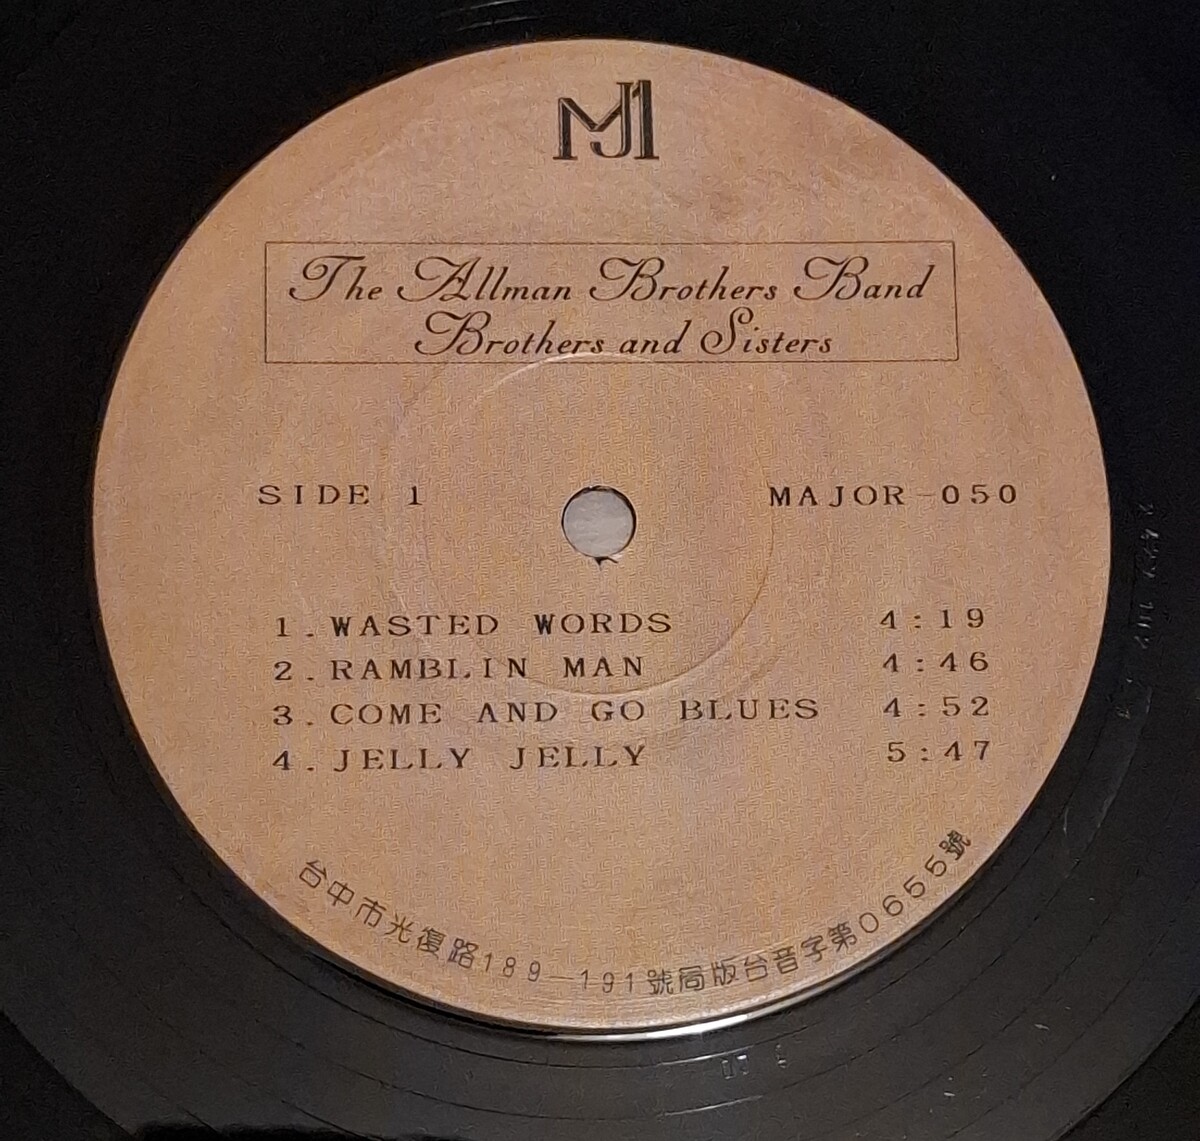 MJ
The Allman Brothers Band
Brothers and Sisters
SIDE 1
MAJOR-050
1.WASTED WORDS 4:19
2.RAMBLIN MAN 4:46
3.COME AND GO BLUES 4:52
4.JELLY JELLY 5:47
台中市光復路189—191號局版台音字第0655號